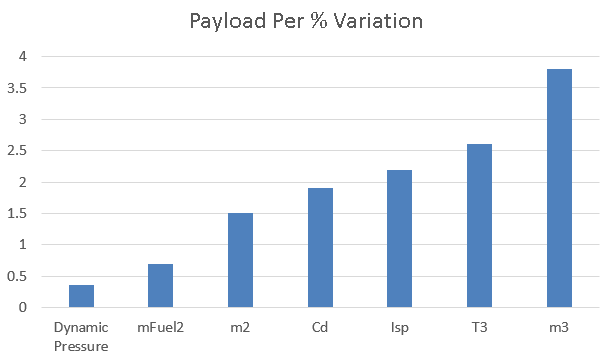 Payload Per % Variation
4
3.5
3
2.5
2
1.5
1
0.5
0
Dynamic Pressure
mFuel2
m2
Cd
Isp
T3
m3